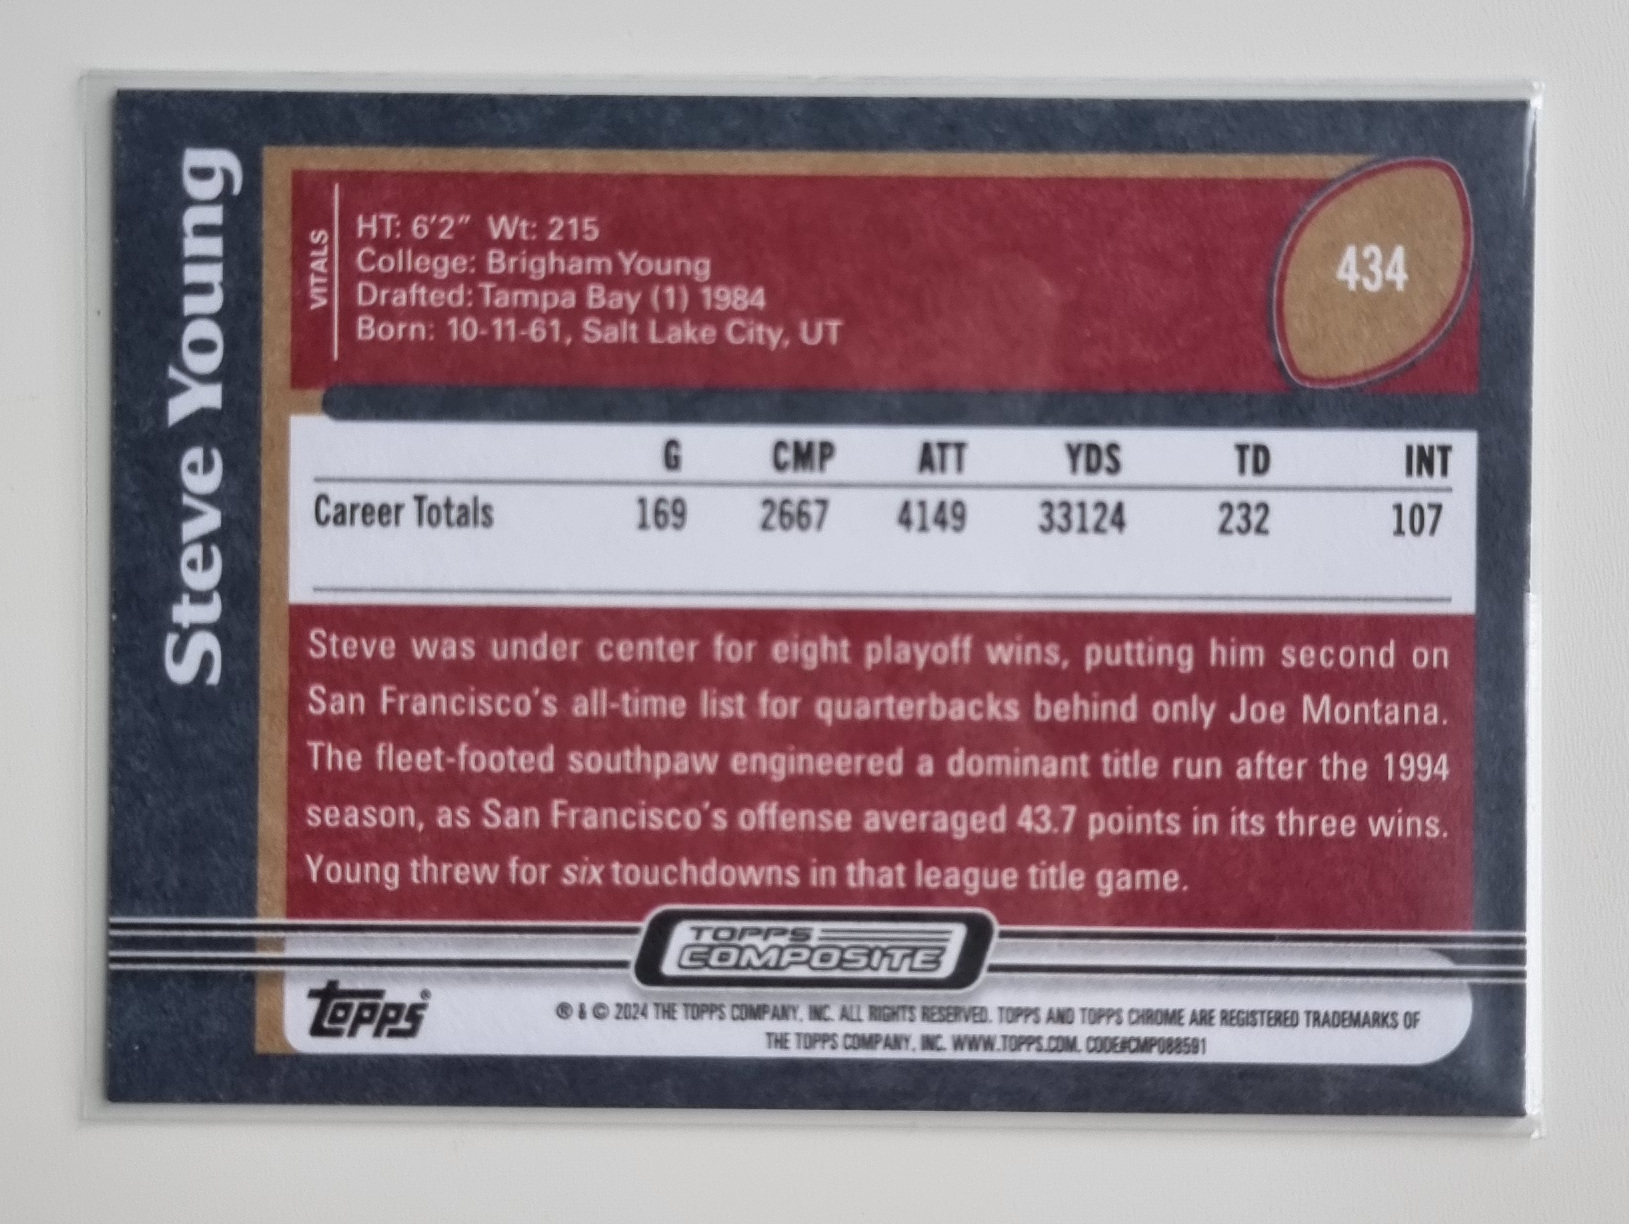 Steve Young
VITALS
HT: 6'2" Wt: 215
College: Brigham Young
Drafted: Tampa Bay (1) 1984
Born: 10-11-61, Salt Lake City, UT
434
G CMP ATT YDS TD INT
Career Totals 169 2667 4149 33124 232 107
Steve was under center for eight playoff wins, putting him second on
San Francisco's all-time list for quarterbacks behind only Joe Montana.
The fleet-footed southpaw engineered a dominant title run after the 1994
season, as San Francisco's offense averaged 43.7 points in its three wins.
Young threw for six touchdowns in that league title game.
TOPPS
COMPOSITE
topps®
® & © 2024 THE TOPPS COMPANY, INC. ALL RIGHTS RESERVED. TOPPS AND TOPPS CHROME ARE REGISTERED TRADEMARKS OF
THE TOPPS COMPANY, INC. WWW.TOPPS.COM. CODE#CMP088591